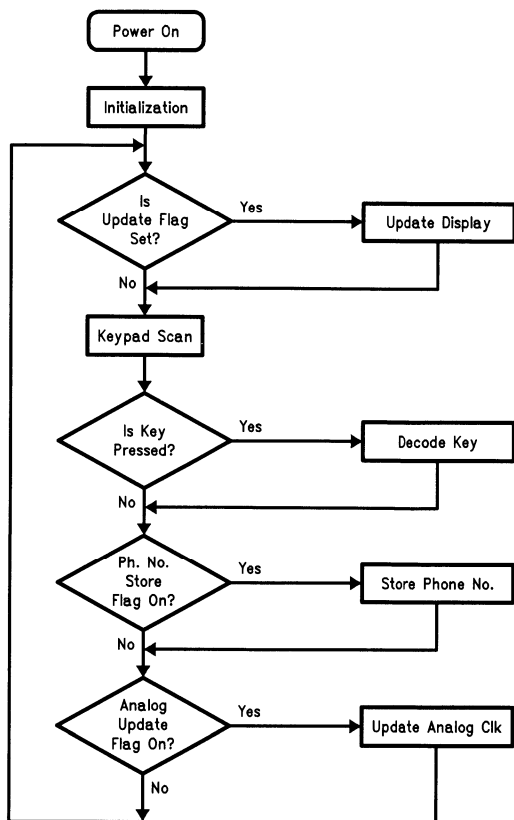 Power On
Initialization
Is
Update Flag
Set?
Yes
Update Display
No
Keypad Scan
Is Key
Pressed?
Yes
Decode Key
No
Ph. No.
Store
Flag On?
Yes
Store Phone No.
No
Analog
Update
Flag On?
Yes
Update Analog Clk
No